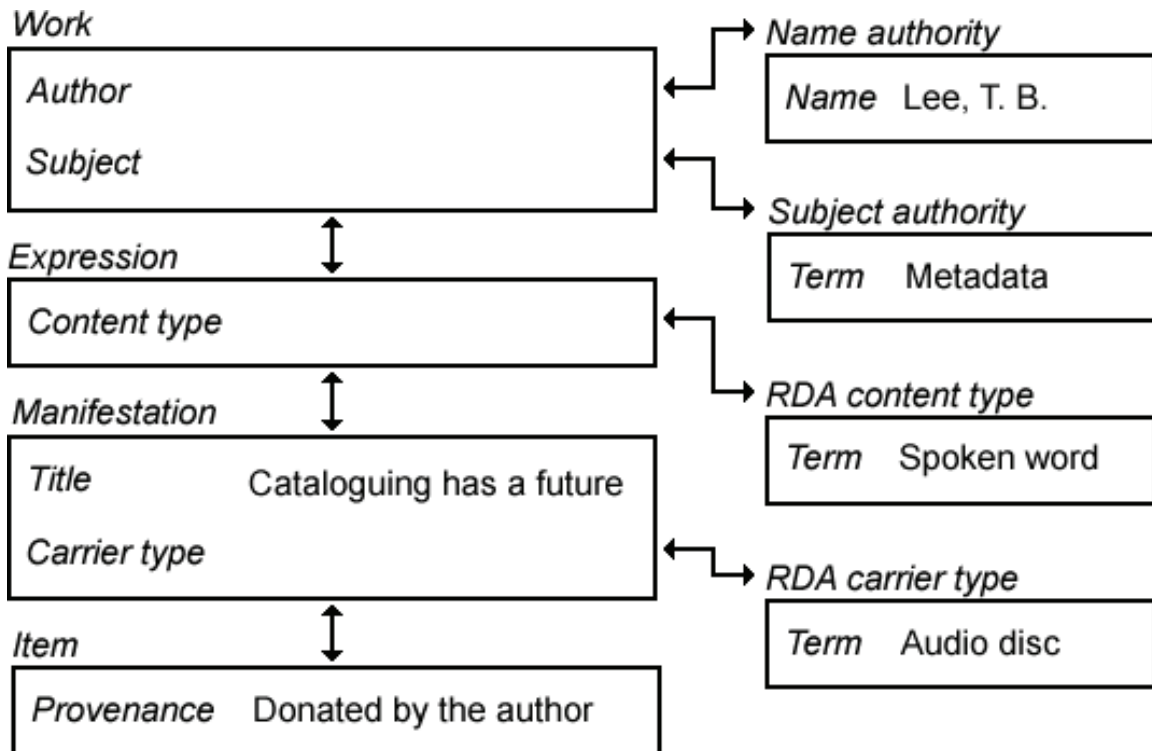 Work
Author
Subject
Expression
Content type
Manifestation
Title Cataloguing has a future
Carrier type
Item
Provenance Donated by the author
Name authority
Name Lee, T. B.
Subject authority
Term Metadata
RDA content type
Term Spoken word
RDA carrier type
Term Audio disc